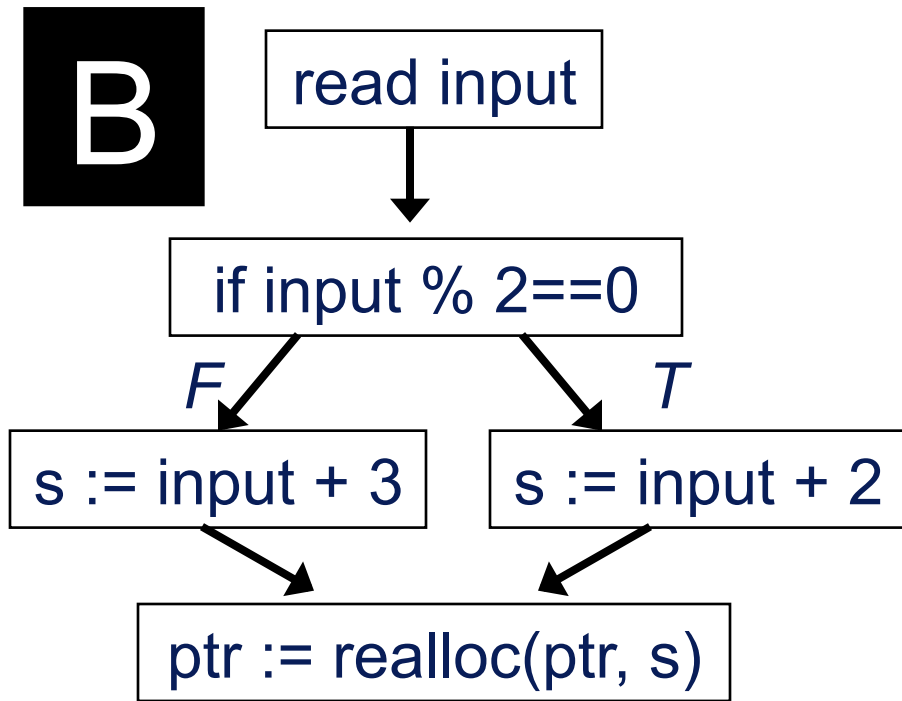 B
read input
if input % 2==0
F
T
s := input + 3
s := input + 2
ptr := realloc(ptr, s)